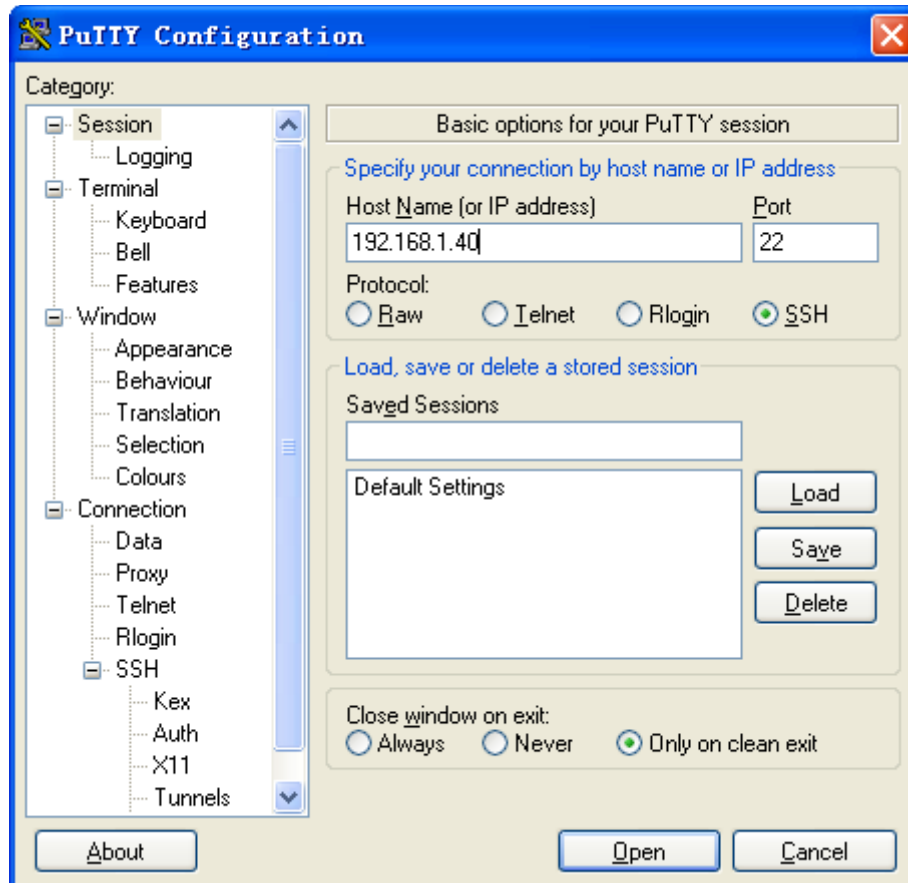 PuTTY Configuration
Category:
Session
Logging
Terminal
Keyboard
Bell
Features
Window
Appearance
Behaviour
Translation
Selection
Colours
Connection
Data
Proxy
Telnet
Rlogin
SSH
Kex
Auth
X11
Tunnels
Basic options for your PuTTY session
Specify your connection by host name or IP address
Host Name (or IP address) Port
192.168.1.40 22
Protocol:
Raw Telnet Rlogin SSH
Load, save or delete a stored session
Saved Sessions
Default Settings
Load
Save
Delete
Close window on exit:
Always Never Only on clean exit
About Open Cancel